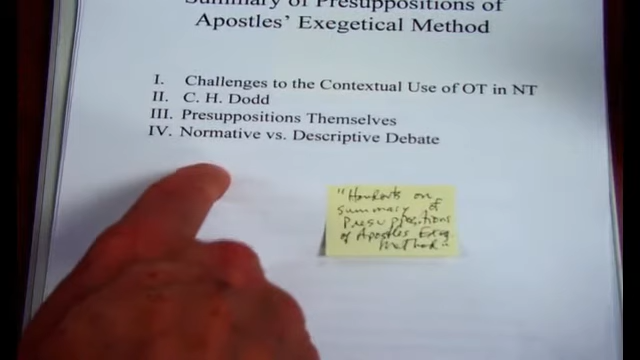 Summary of Presuppositions of
Apostles' Exegetical Method
I. Challenges to the Contextual Use of OT in NT
II. C. H. Dodd
III. Presuppositions Themselves
IV. Normative vs. Descriptive Debate
"Handouts on
summary of
Presuppositions
of Apostles Exeg
Method"